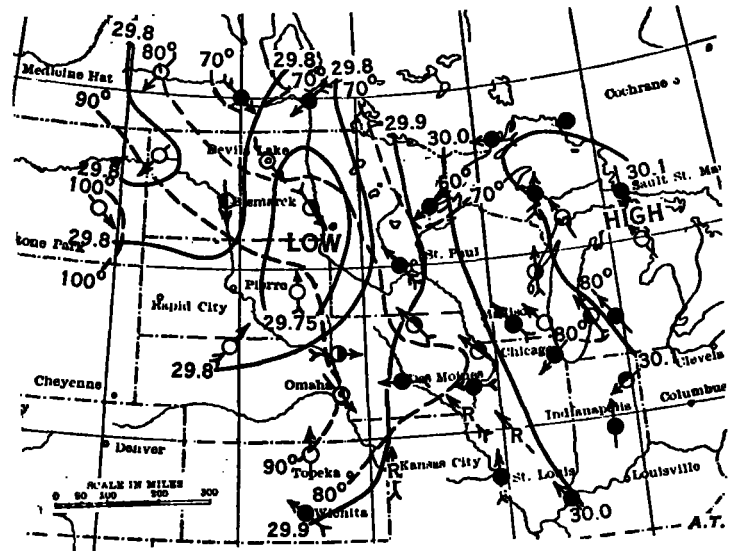 29.8
80°
70°
29.8
70°
29.8
70°
Medicine Hat
90°
Cochrane
29.9
30.0
Devils Lake
29.8
100°
60°
70°
30.1
Sault St. Ma
Bismarck
HIGH
LOW
29.8
tone Park
St. Paul
100°
Pierre
80°
Rapid City
29.75
80°
Chicago
30.1
Clevela
29.8
Des Moines
Cheyenne
Omaha
Columbus
Indianapolis
R
R
Denver
90°
Topeka
R
Kansas City
St. Louis
Louisville
SCALE IN MILES
0 50 100 200 300
80°
Wichita
29.9
30.0
A.T.